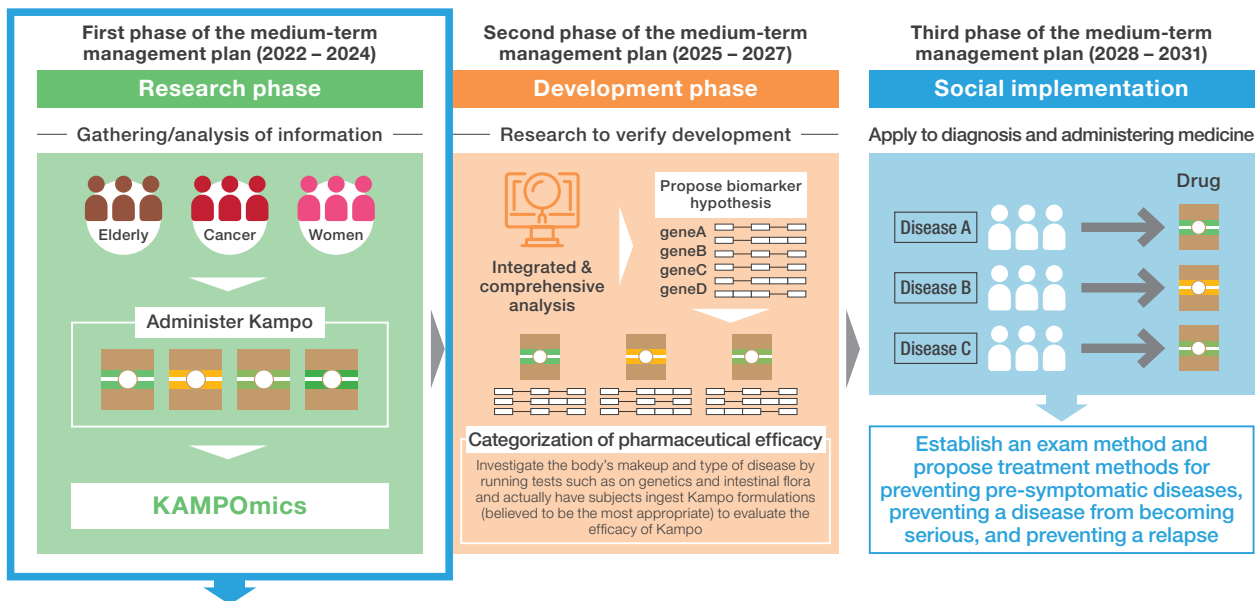 First phase of the medium-term
management plan (2022 – 2024)
Research phase
Gathering/analysis of information
Elderly
Cancer
Women
Administer Kampo
KAMPOmics
Second phase of the medium-term
management plan (2025 – 2027)
Development phase
Research to verify development
Integrated &
comprehensive
analysis
Propose biomarker
hypothesis
geneA
geneB
geneC
geneD
Categorization of pharmaceutical efficacy
Investigate the body's makeup and type of disease by
running tests such as on genetics and intestinal flora
and actually have subjects ingest Kampo formulations
(believed to be the most appropriate) to evaluate the
efficacy of Kampo
Third phase of the medium-term
management plan (2028 – 2031)
Social implementation
Apply to diagnosis and administering medicine
Drug
Disease A
Disease B
Disease C
Establish an exam method and
propose treatment methods for
preventing pre-symptomatic diseases,
preventing a disease from becoming
serious, and preventing a relapse